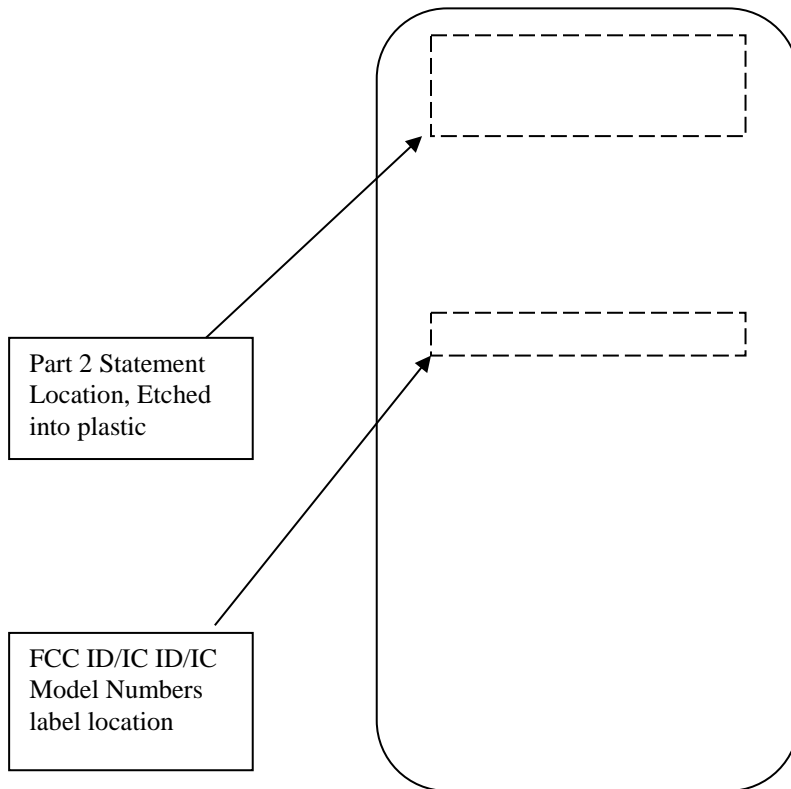 Part 2 Statement
Location, Etched
into plastic
FCC ID/IC ID/IC
Model Numbers
label location